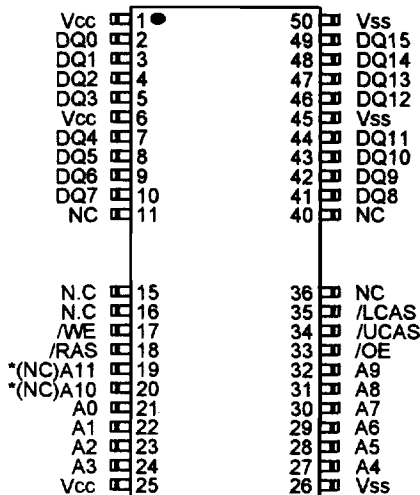 Vcc 1 50 Vss
DQ0 2 49 DQ15
DQ1 3 48 DQ14
DQ2 4 47 DQ13
DQ3 5 46 DQ12
Vcc 6 45 Vss
DQ4 7 44 DQ11
DQ5 8 43 DQ10
DQ6 9 42 DQ9
DQ7 10 41 DQ8
NC 11 40 NC
N.C 15 36 NC
N.C 16 35 /LCAS
/WE 17 34 /UCAS
/RAS 18 33 /OE
*(NC)A11 19 32 A9
*(NC)A10 20 31 A8
A0 21 30 A7
A1 22 29 A6
A2 23 28 A5
A3 24 27 A4
Vcc 25 26 Vss